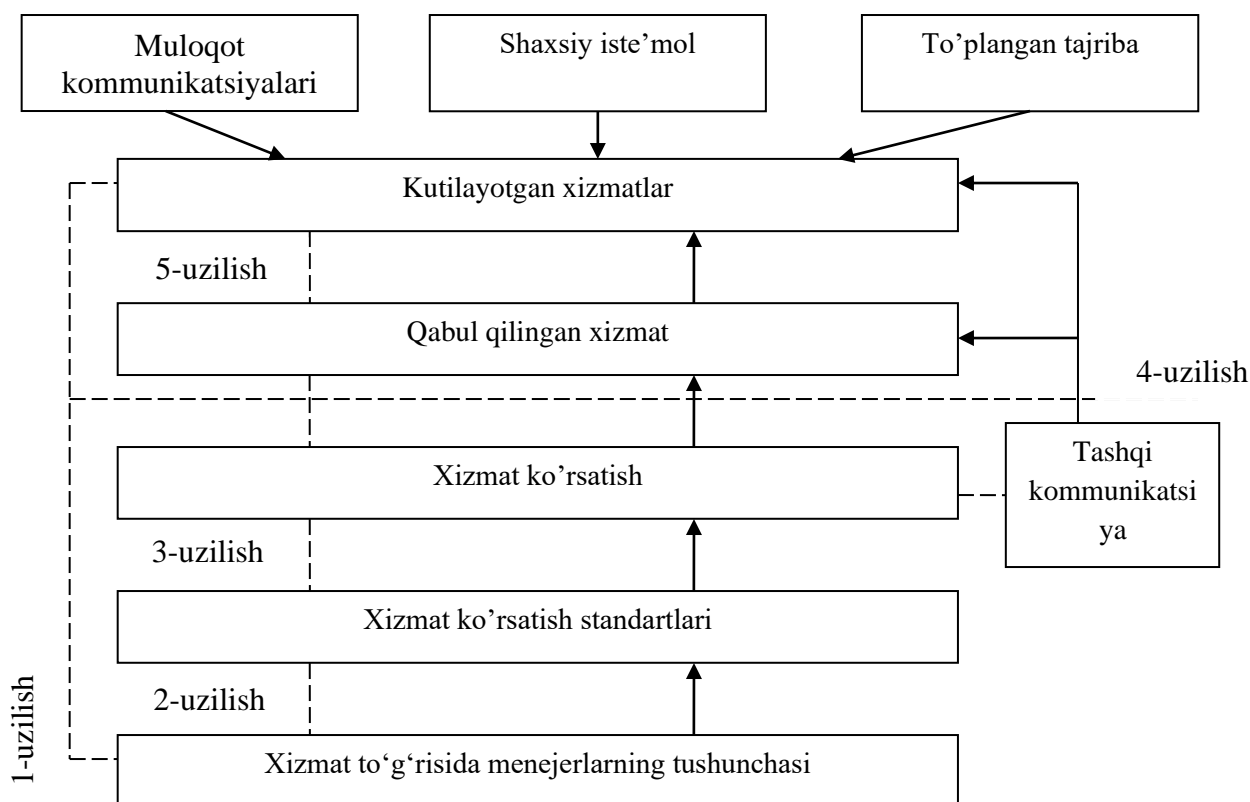 Muloqot
kommunikatsiyalari
Shaxsiy iste’mol
To’plangan tajriba
Kutilayotgan xizmatlar
5-uzilish
Qabul qilingan xizmat
4-uzilish
Xizmat ko’rsatish
Tashqi
kommunikatsi
ya
3-uzilish
Xizmat ko’rsatish standartlari
2-uzilish
1-uzilish
Xizmat to‘g‘risida menejerlarning tushunchasi